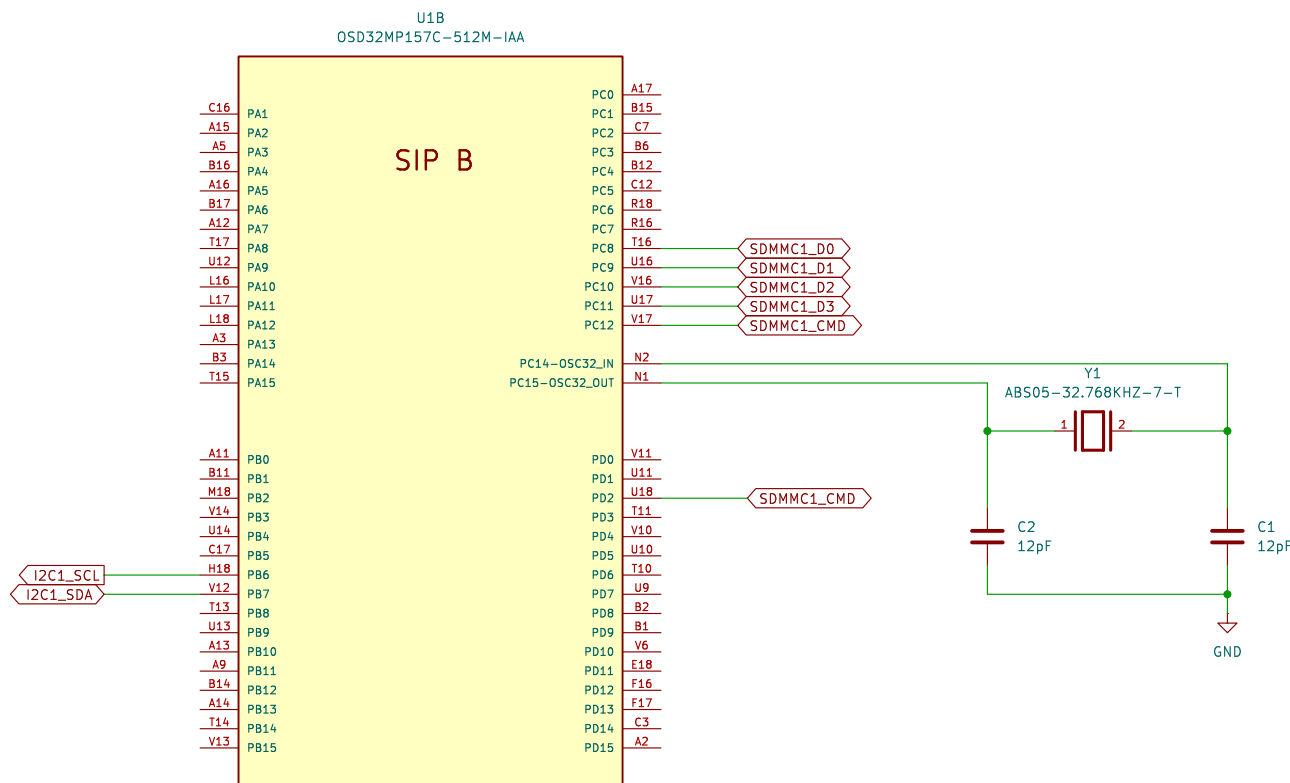 U1B
OSD32MP157C-512M-IAA
SIP B
C16 PA1
A15 PA2
A5 PA3
B16 PA4
A16 PA5
B17 PA6
A12 PA7
T17 PA8
U12 PA9
L16 PA10
L17 PA11
L18 PA12
A3 PA13
B3 PA14
T15 PA15
A11 PB0
B11 PB1
M18 PB2
V14 PB3
U14 PB4
C17 PB5
I2C1_SCL H18 PB6
I2C1_SDA V12 PB7
T13 PB8
U13 PB9
A13 PB10
A9 PB11
B14 PB12
A14 PB13
T14 PB14
V13 PB15
PC0 A17
PC1 B15
PC2 C7
PC3 B6
PC4 B12
PC5 C12
PC6 R18
PC7 R16
PC8 T16 SDMMC1_D0
PC9 U16 SDMMC1_D1
PC10 V16 SDMMC1_D2
PC11 U17 SDMMC1_D3
PC12 V17 SDMMC1_CMD
PC14-OSC32_IN N2
PC15-OSC32_OUT N1
PD0 V11
PD1 U11
PD2 U18 SDMMC1_CMD
PD3 T11
PD4 V10
PD5 U10
PD6 T10
PD7 U9
PD8 B2
PD9 B1
PD10 V6
PD11 E18
PD12 F16
PD13 F17
PD14 C3
PD15 A2
Y1
ABS05-32.768KHZ-7-T
1 2
C2
12pF
C1
12pF
GND